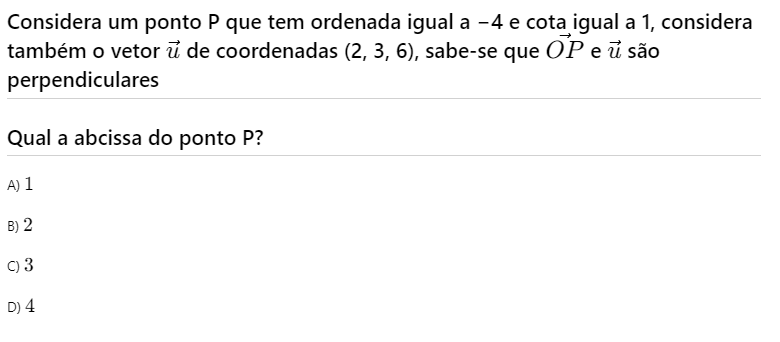 Considera um ponto P que tem ordenada igual a −4 e cota igual a 1, considera
também o vetor \vec{u} de coordenadas (2, 3, 6), sabe-se que \vec{OP} e \vec{u} são
perpendiculares
Qual a abcissa do ponto P?
A) 1
B) 2
C) 3
D) 4